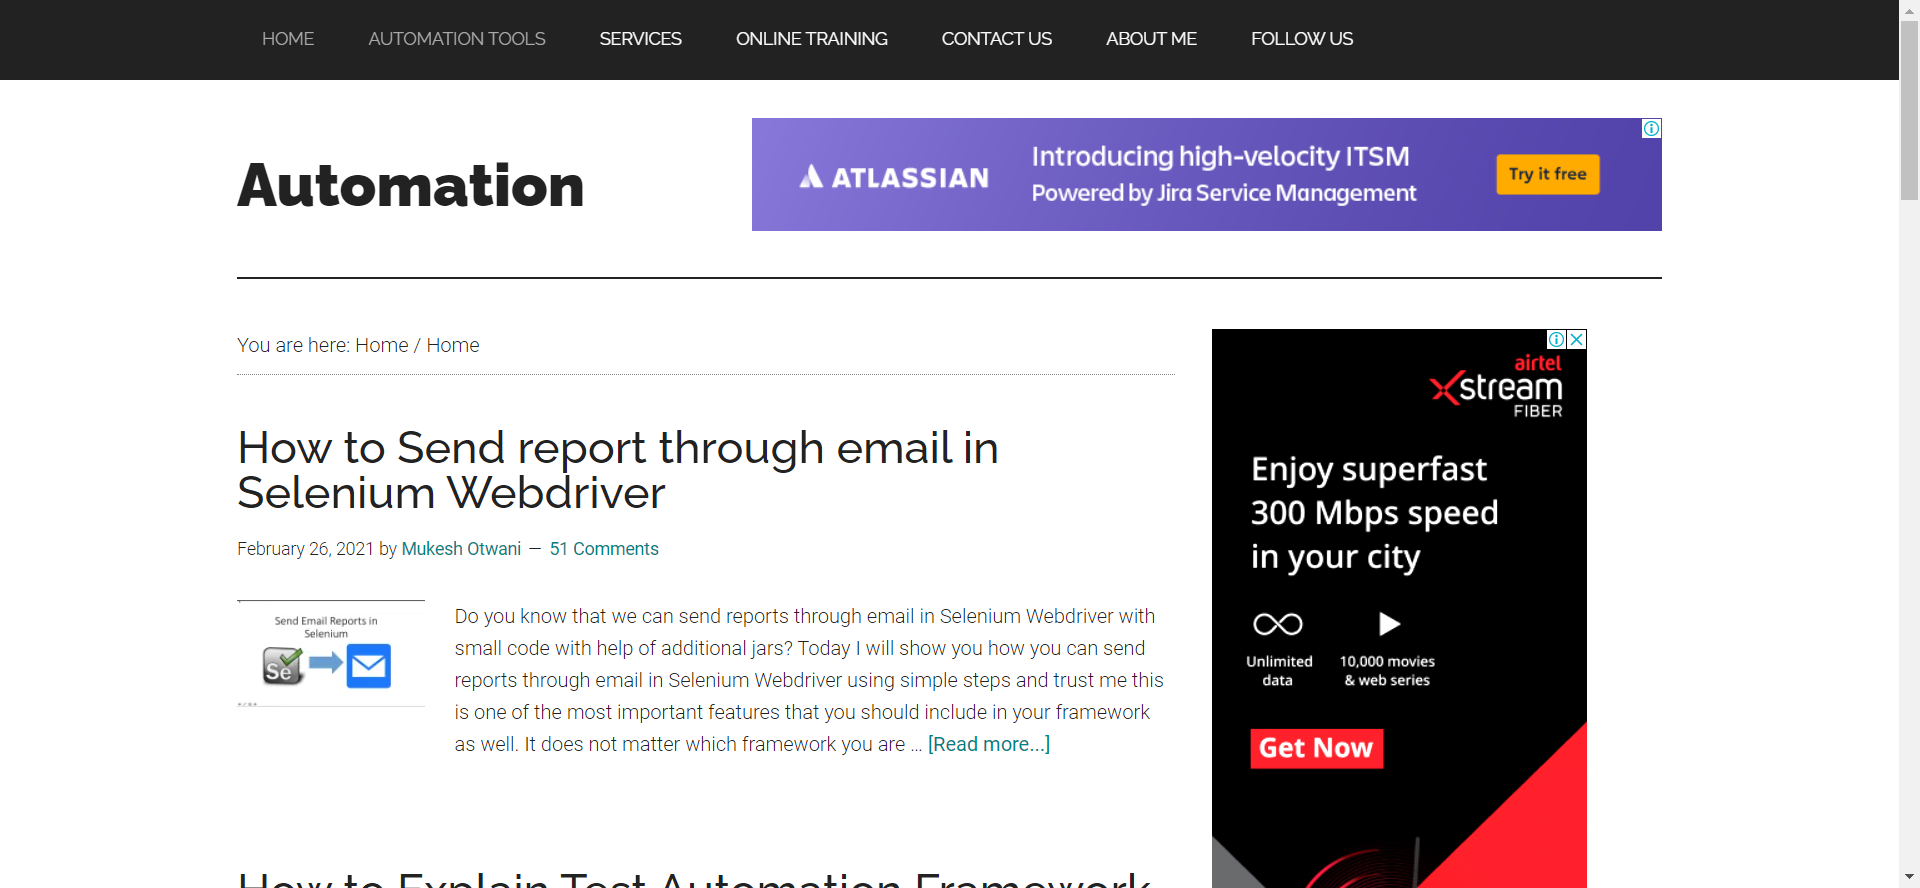 HOME AUTOMATION TOOLS SERVICES ONLINE TRAINING CONTACT US ABOUT ME FOLLOW US
Automation
ATLASSIAN
Introducing high-velocity ITSM
Powered by Jira Service Management
Try it free
You are here: Home / Home
How to Send report through email in
Selenium Webdriver
February 26, 2021 by Mukesh Otwani — 51 Comments
Send Email Reports in
Selenium
Se
Do you know that we can send reports through email in Selenium Webdriver with
small code with help of additional jars? Today I will show you how you can send
reports through email in Selenium Webdriver using simple steps and trust me this
is one of the most important features that you should include in your framework
as well. It does not matter which framework you are ... [Read more...]
How to Explain Test Automation Framework
airtel
Xstream
FIBER
Enjoy superfast
300 Mbps speed
in your city
Unlimited
data
10,000 movies
& web series
Get Now